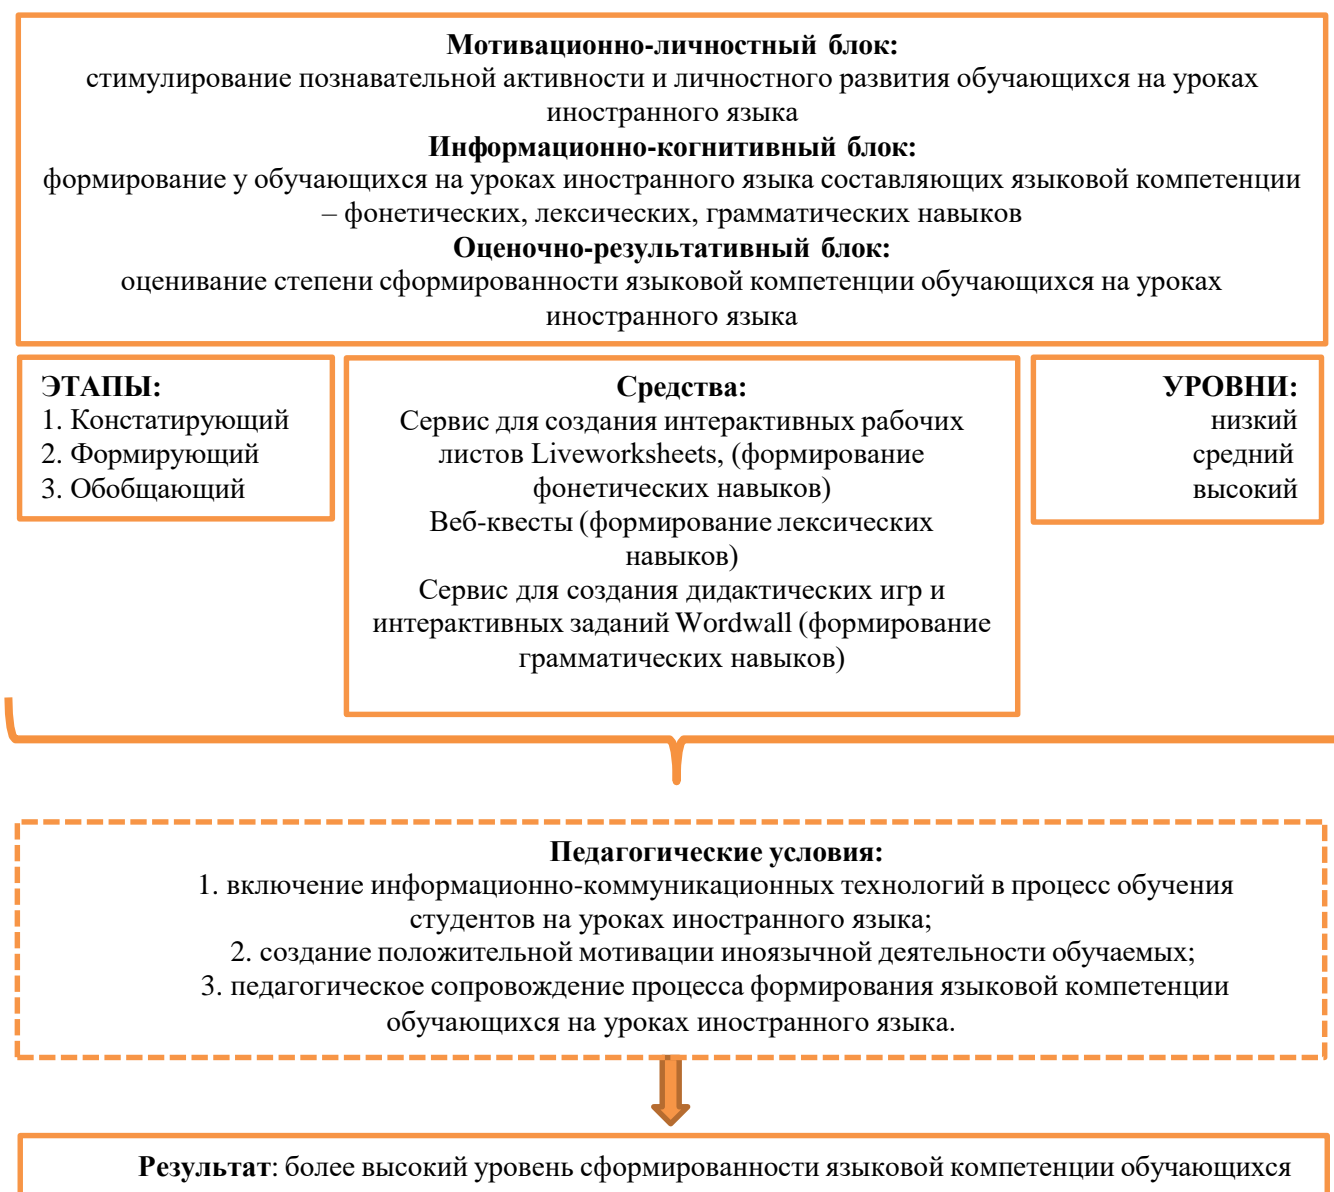 Мотивационно-личностный блок:
стимулирование познавательной активности и личностного развития обучающихся на уроках
иностранного языка
Информационно-когнитивный блок:
формирование у обучающихся на уроках иностранного языка составляющих языковой компетенции
– фонетических, лексических, грамматических навыков
Оценочно-результативный блок:
оценивание степени сформированности языковой компетенции обучающихся на уроках
иностранного языка
ЭТАПЫ:
1. Констатирующий
2. Формирующий
3. Обобщающий
Средства:
Сервис для создания интерактивных рабочих
листов Liveworksheets, (формирование
фонетических навыков)
Веб-квесты (формирование лексических
навыков)
Сервис для создания дидактических игр и
интерактивных заданий Wordwall (формирование
грамматических навыков)
УРОВНИ:
низкий
средний
высокий
Педагогические условия:
1. включение информационно-коммуникационных технологий в процесс обучения
студентов на уроках иностранного языка;
2. создание положительной мотивации иноязычной деятельности обучаемых;
3. педагогическое сопровождение процесса формирования языковой компетенции
обучающихся на уроках иностранного языка.
Результат: более высокий уровень сформированности языковой компетенции обучающихся